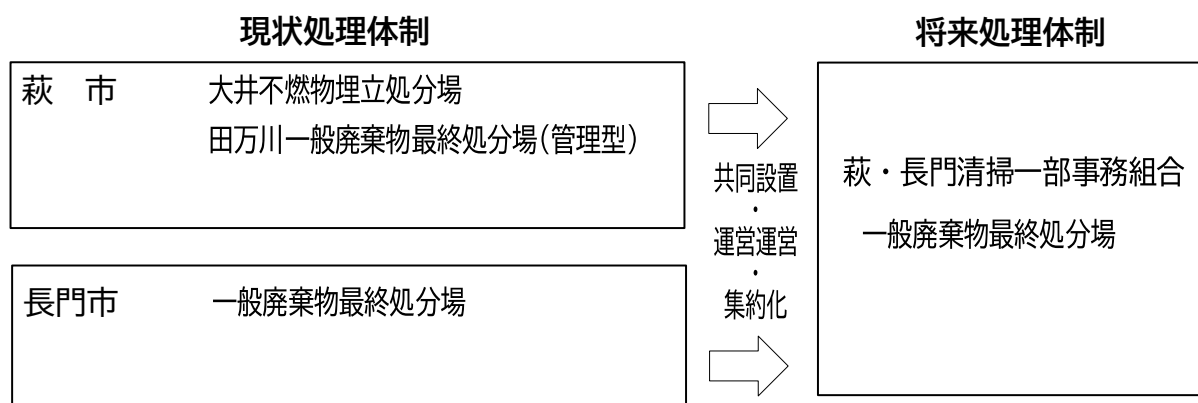 現状処理体制
将来処理体制
萩　市
大井不燃物埋立処分場
田万川一般廃棄物最終処分場(管理型)
長門市
一般廃棄物最終処分場
共同設置
・
運営運営
・
集約化
萩・長門清掃一部事務組合
一般廃棄物最終処分場